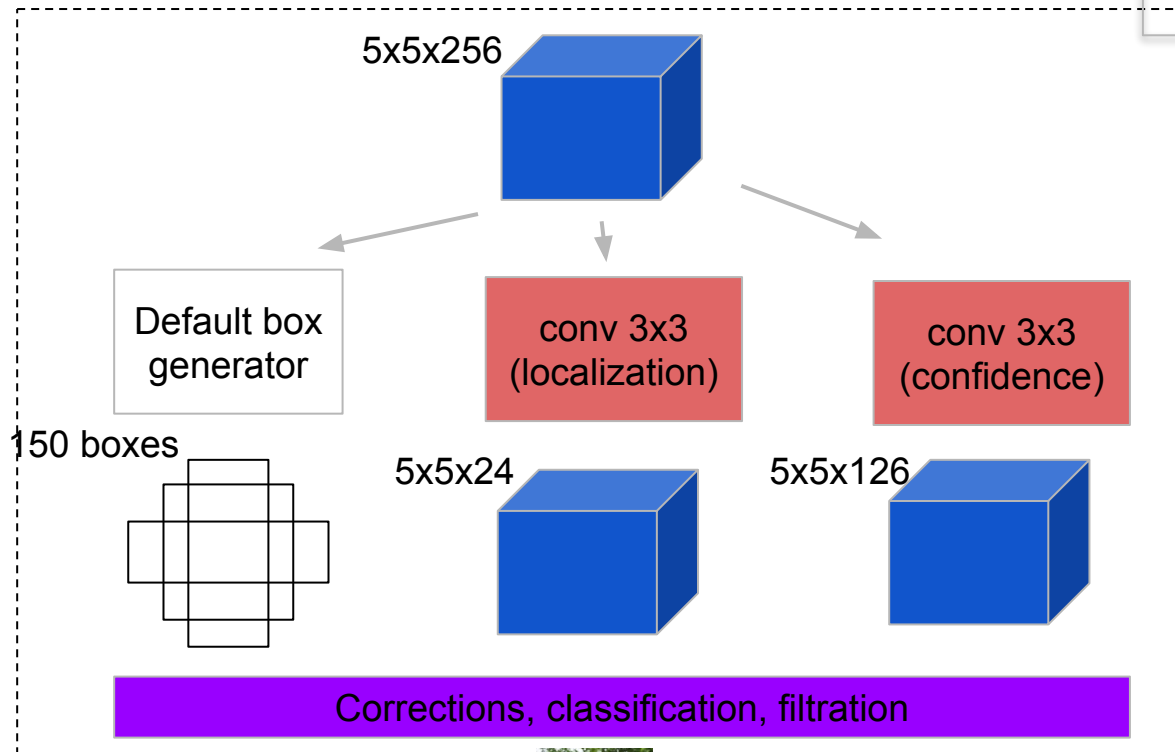 5x5x256
Default box
generator
conv 3x3
(localization)
conv 3x3
(confidence)
150 boxes
5x5x24
5x5x126
Corrections, classification, filtration